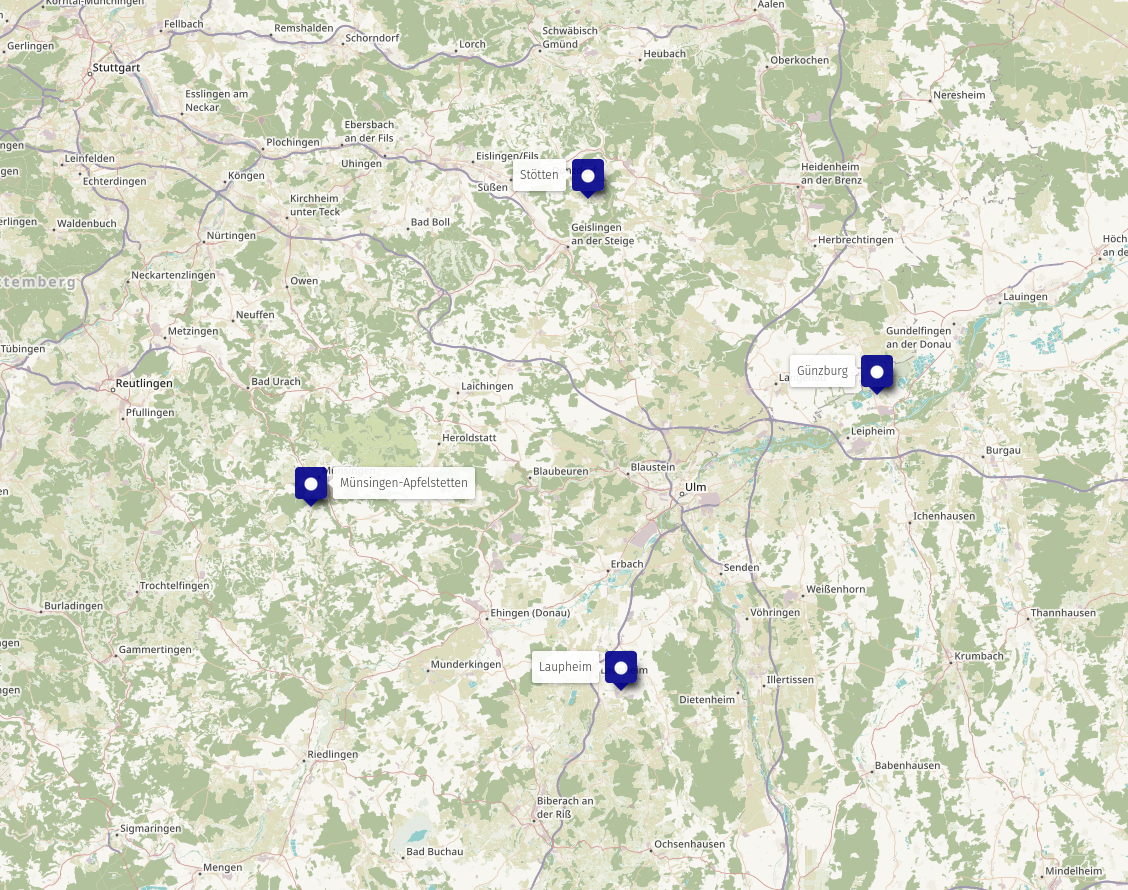 Korntal-Münchingen
Aalen
Fellbach
Remshalden
Schorndorf
Lorch
Schwäbisch
Gmünd
Gerlingen
Heubach
Oberkochen
Stuttgart
Esslingen am
Neckar
Neresheim
Ebersbach
an der Fils
Plochingen
Leinfelden
Uhingen
Eislingen/Fils
Heidenheim
an der Brenz
Echterdingen
Köngen
Süßen
Stötten
Kirchheim
unter Teck
Waldenbuch
Bad Boll
Nürtingen
Geislingen
an der Steige
Herbrechtingen
Höch
an de
Neckartenzlingen
ttemberg
Owen
Lauingen
Neuffen
Metzingen
Gundelfingen
an der Donau
Tübingen
Günzburg
Reutlingen
Bad Urach
Laichingen
Pfullingen
Leipheim
Heroldstatt
Burgau
Blaubeuren
Blaustein
Münsingen-Apfelstetten
Ulm
Ichenhausen
Erbach
Senden
Trochtelfingen
Weißenhorn
Burladingen
Ehingen (Donau)
Vöhringen
Thannhausen
Gammertingen
Munderkingen
Laupheim
Krumbach
Illertissen
Dietenheim
Riedlingen
Babenhausen
Biberach an
der Riß
Sigmaringen
Bad Buchau
Ochsenhausen
Mengen
Mindelheim